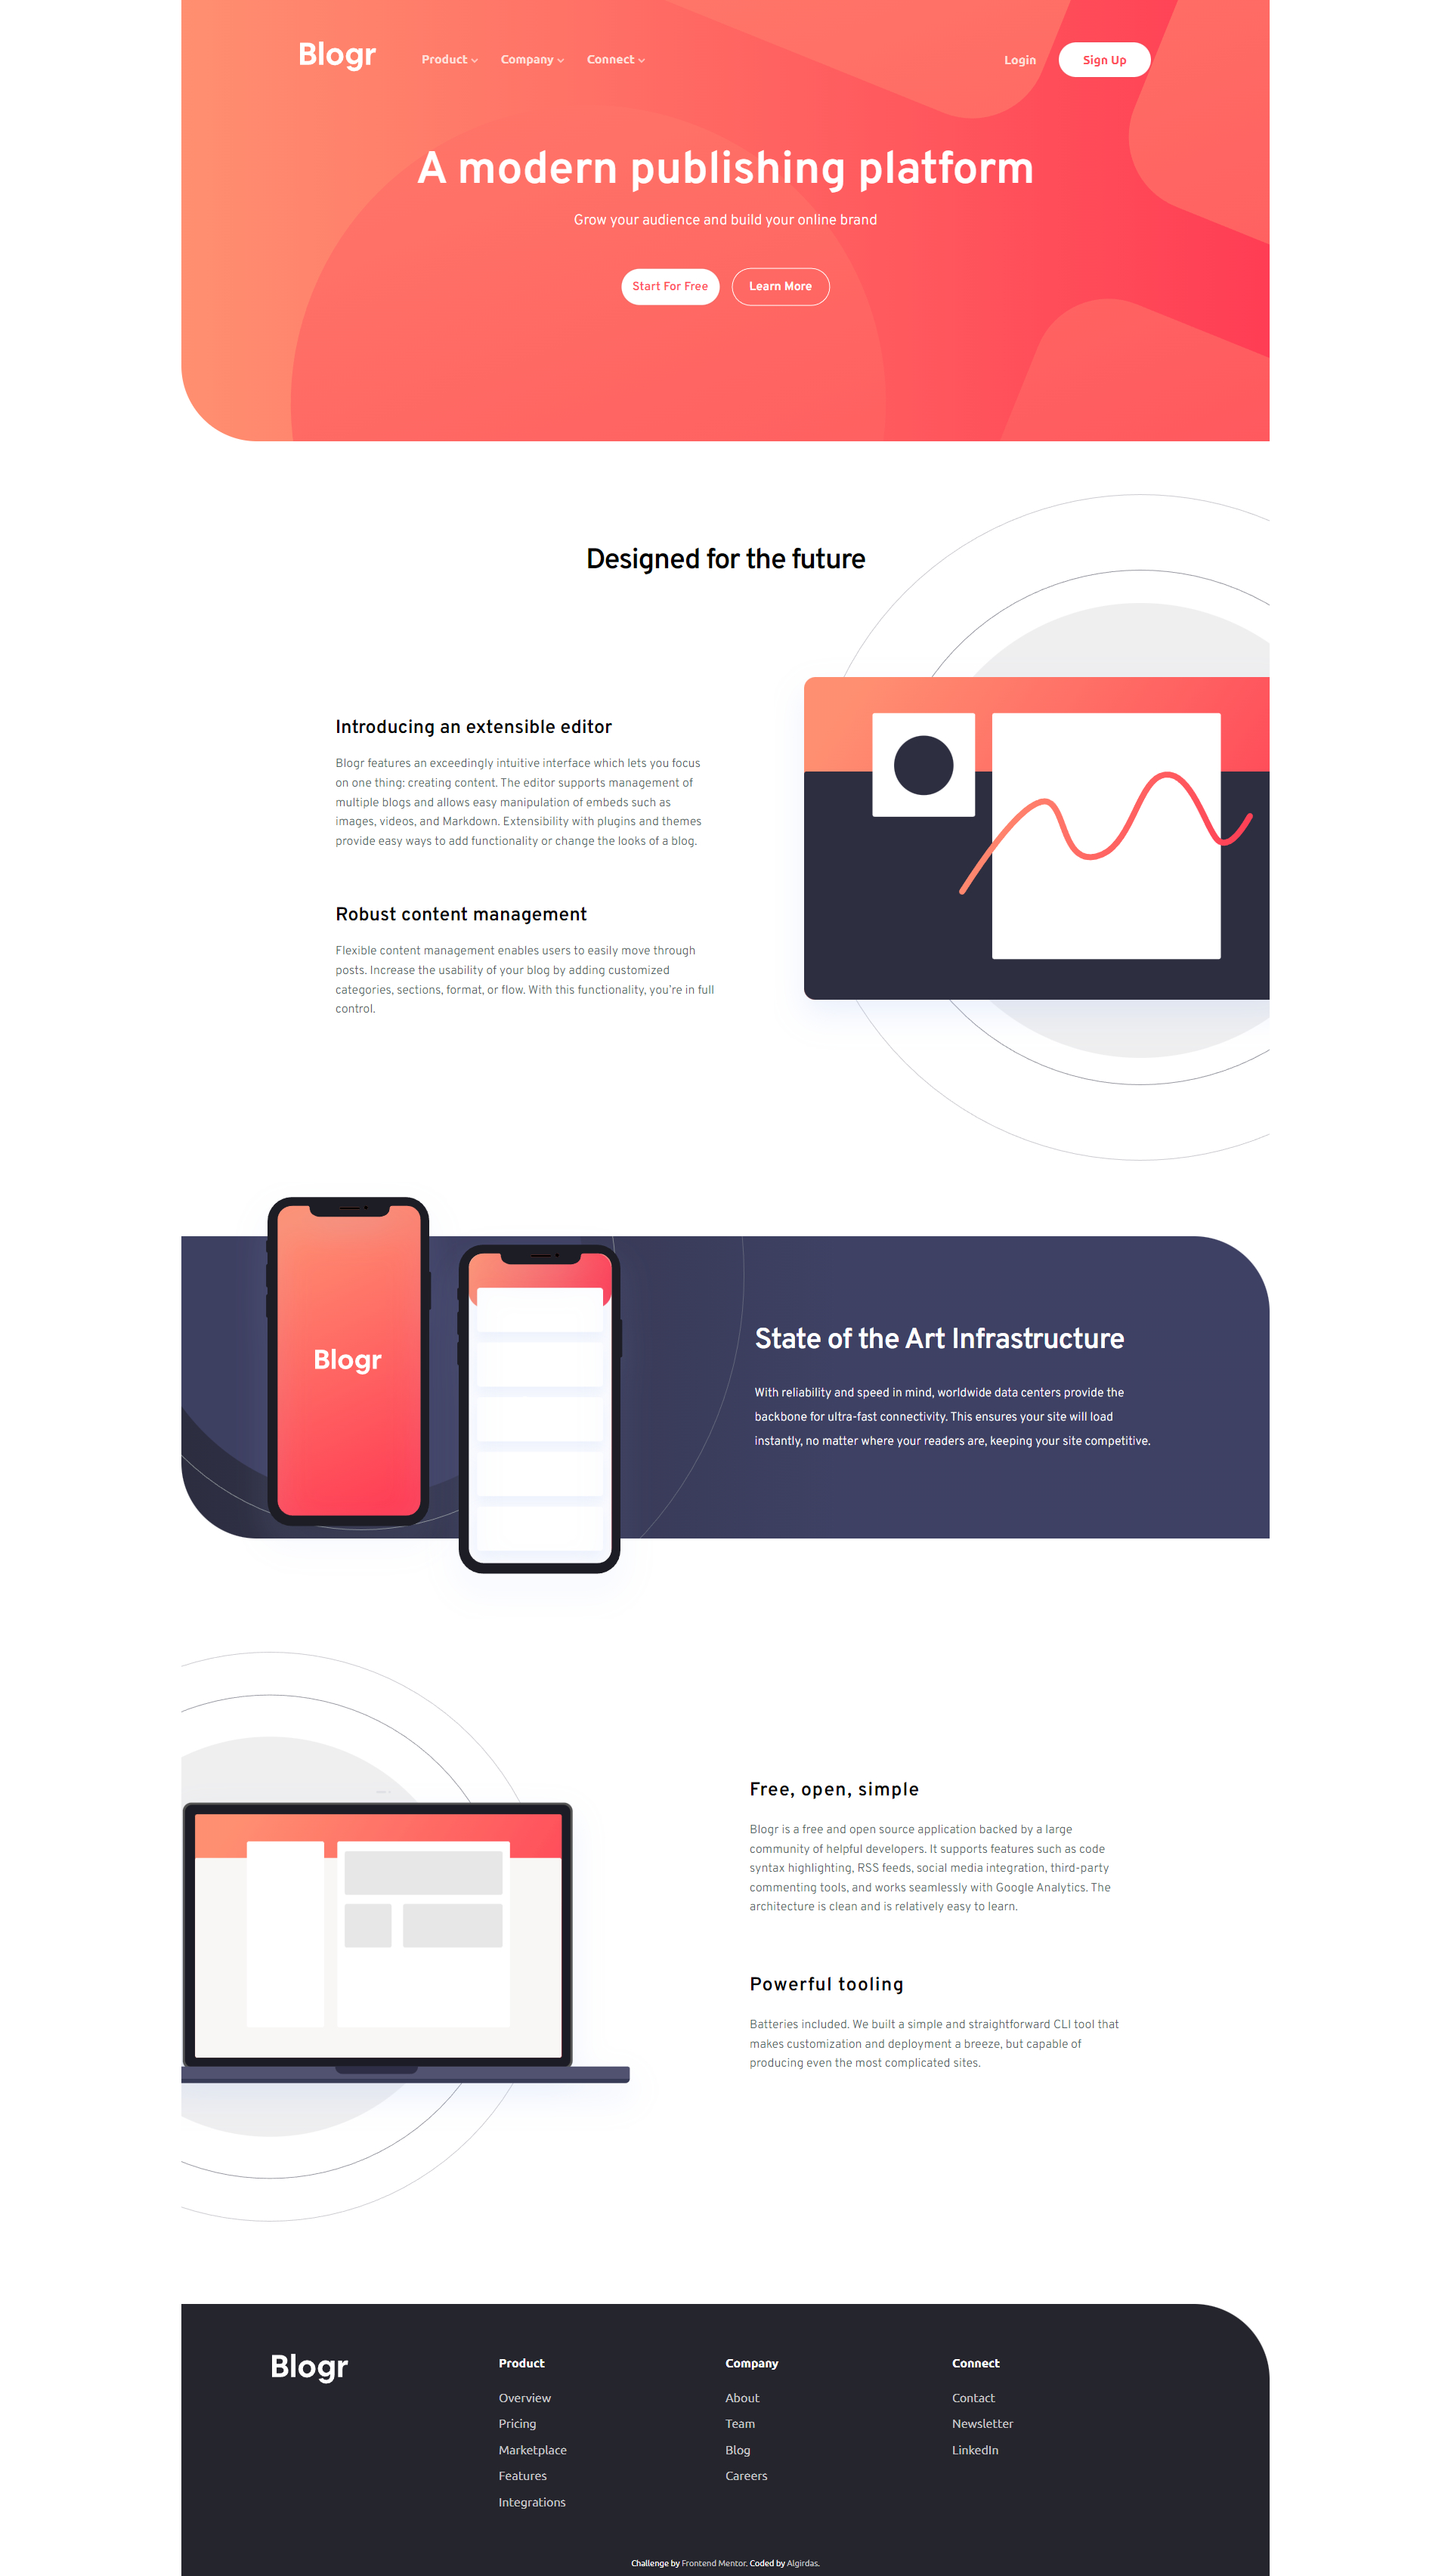 Blogr
Product
Company
Connect
Login
Sign Up
A modern publishing platform
Grow your audience and build your online brand
Start For Free
Learn More
Designed for the future
Introducing an extensible editor
Blogr features an exceedingly intuitive interface which lets you focus
on one thing: creating content. The editor supports management of
multiple blogs and allows easy manipulation of embeds such as
images, videos, and Markdown. Extensibility with plugins and themes
provide easy ways to add functionality or change the looks of a blog.
Robust content management
Flexible content management enables users to easily move through
posts. Increase the usability of your blog by adding customized
categories, sections, format, or flow. With this functionality, you're in full
control.
Blogr
State of the Art Infrastructure
With reliability and speed in mind, worldwide data centers provide the
backbone for ultra-fast connectivity. This ensures your site will load
instantly, no matter where your readers are, keeping your site competitive.
Free, open, simple
Blogr is a free and open source application backed by a large
community of helpful developers. It supports features such as code
syntax highlighting, RSS feeds, social media integration, third-party
commenting tools, and works seamlessly with Google Analytics. The
architecture is clean and is relatively easy to learn.
Powerful tooling
Batteries included. We built a simple and straightforward CLI tool that
makes customization and deployment a breeze, but capable of
producing even the most complicated sites.
Blogr
Product
Overview
Pricing
Marketplace
Features
Integrations
Company
About
Team
Blog
Careers
Connect
Contact
Newsletter
LinkedIn
Challenge by Frontend Mentor. Coded by Algirdas.